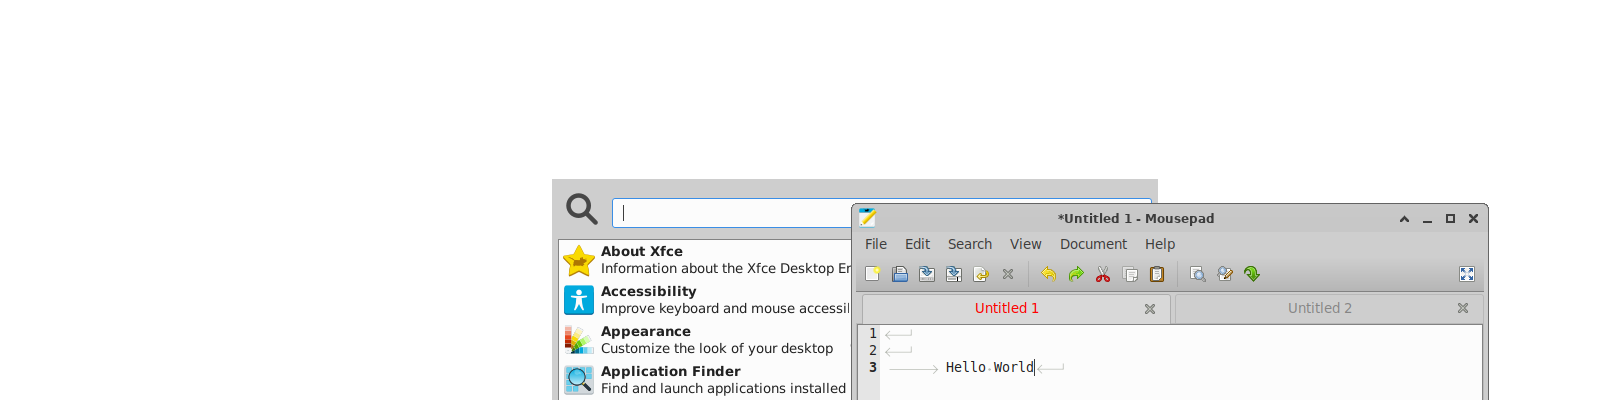 About Xfce
Information about the Xfce Desktop Er
Accessibility
Improve keyboard and mouse accessil
Appearance
Customize the look of your desktop
Application Finder
Find and launch applications installed
*Untitled 1 - Mousepad
File Edit Search View Document Help
Untitled 1 Untitled 2
1
2
3 Hello World